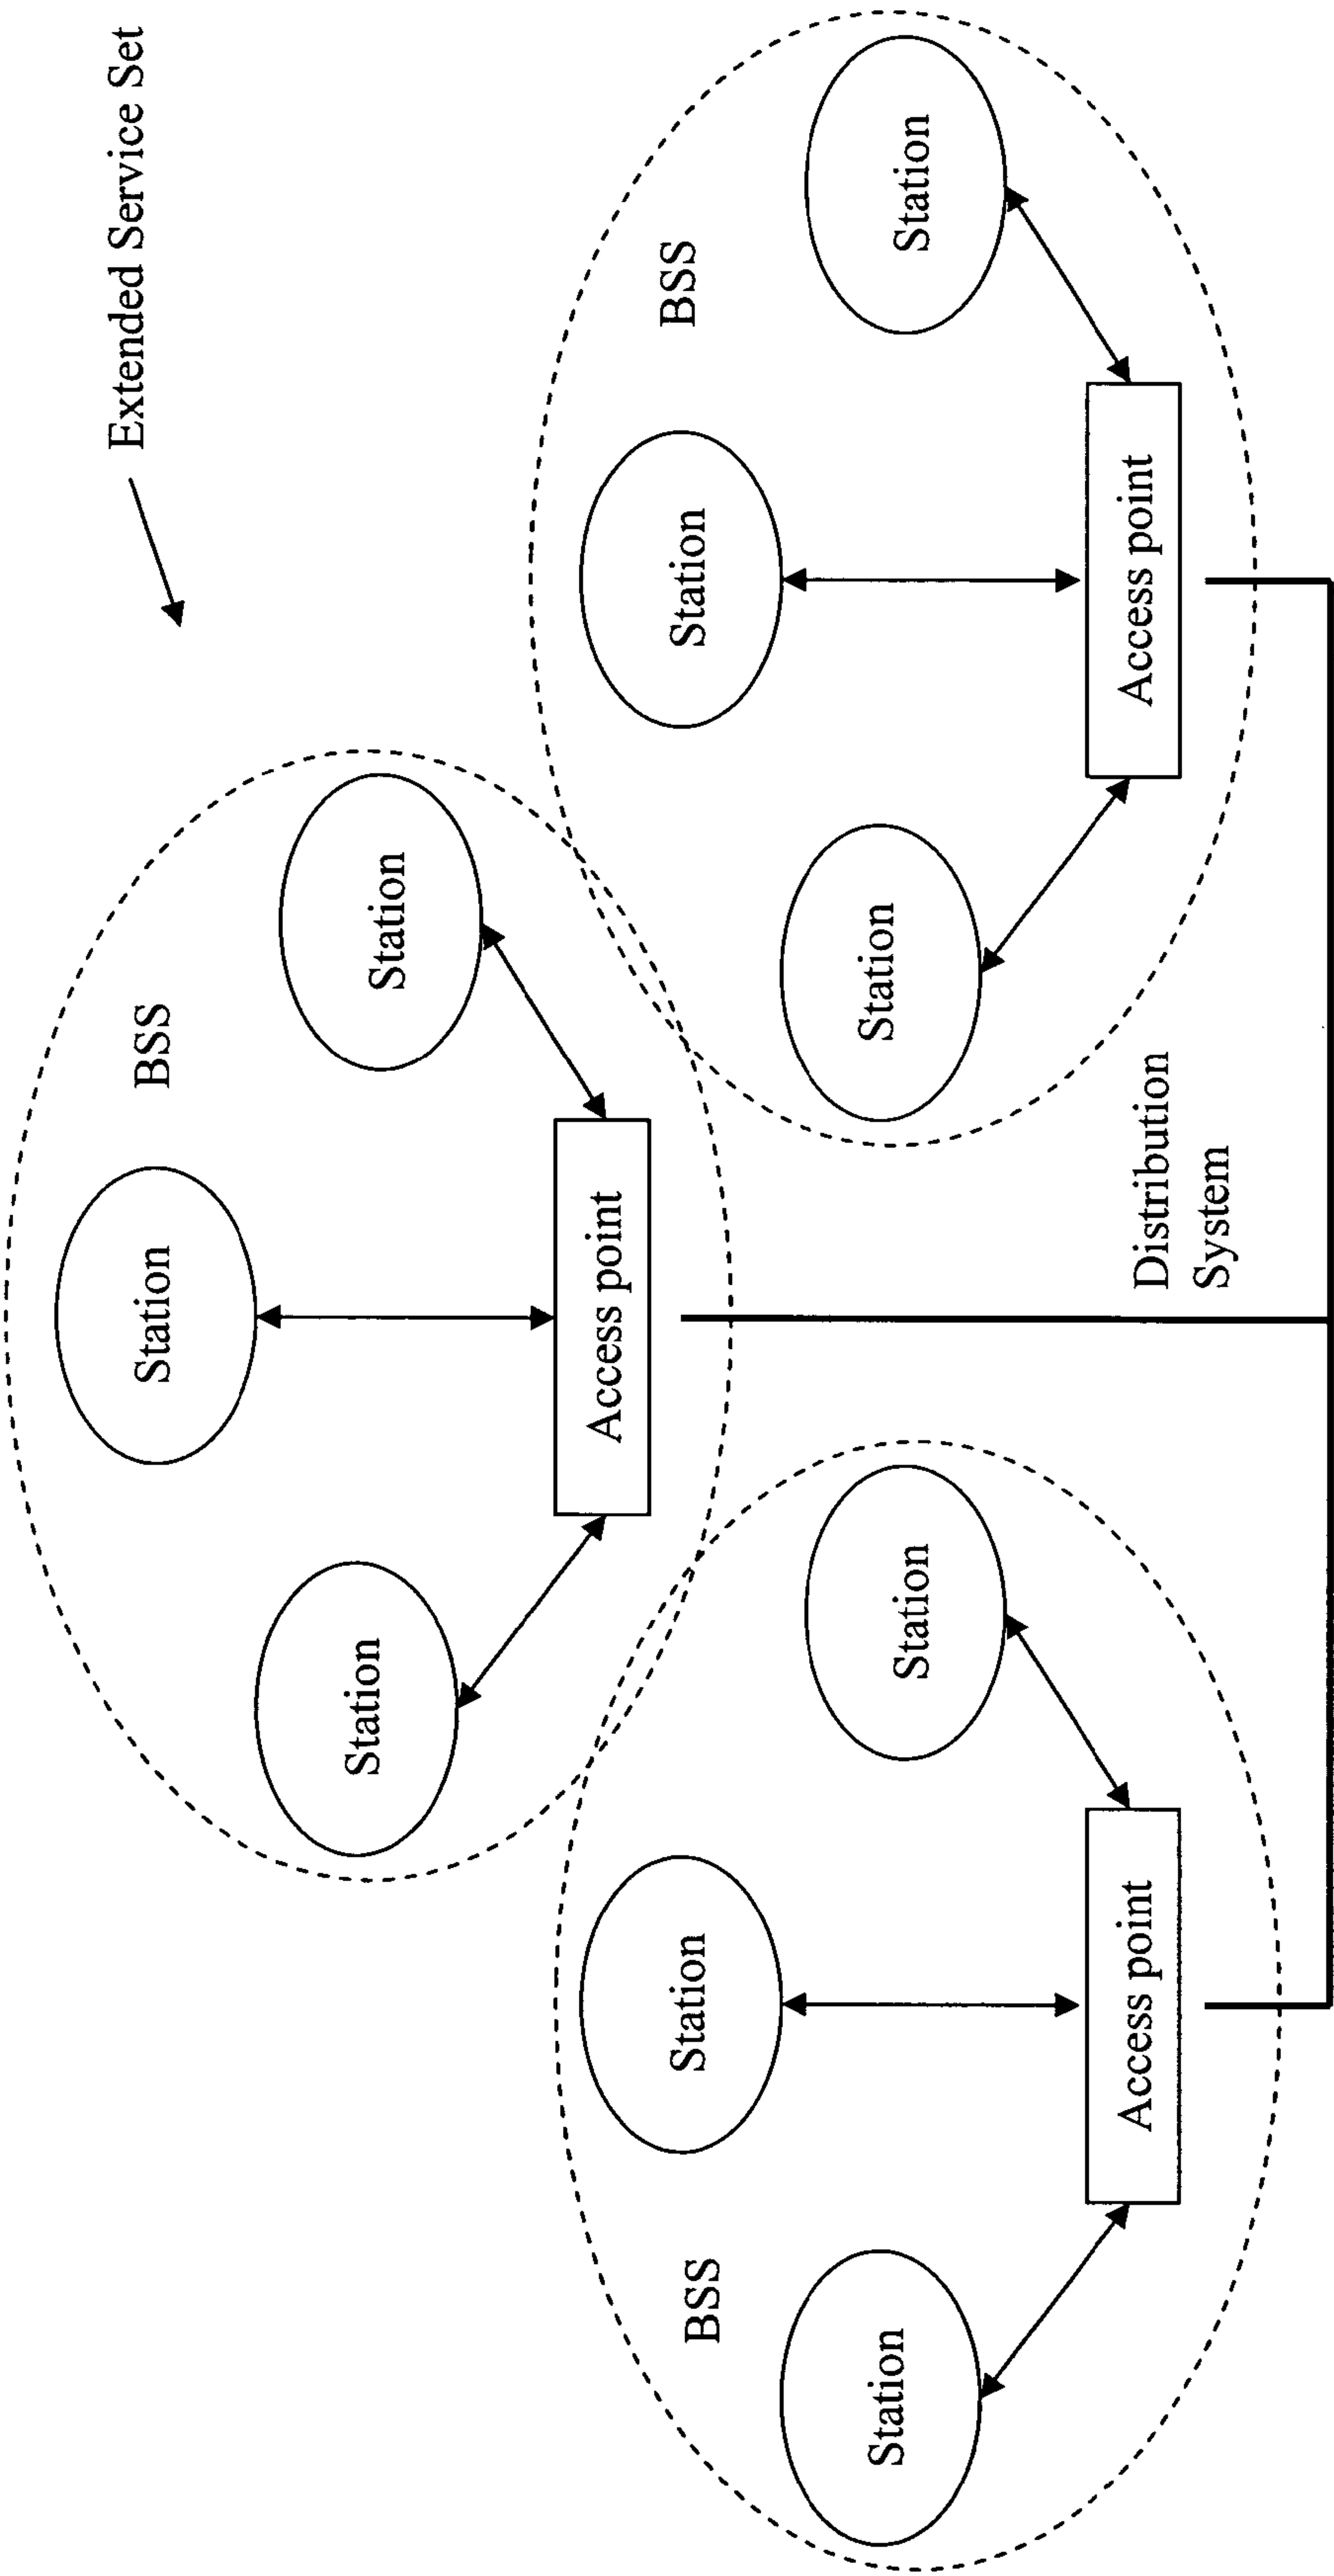 Extended Service Set
BSS
Station
Station
Station
Access point
BSS
Station
Station
Station
Access point
BSS
Station
Station
Station
Access point
Distribution
System